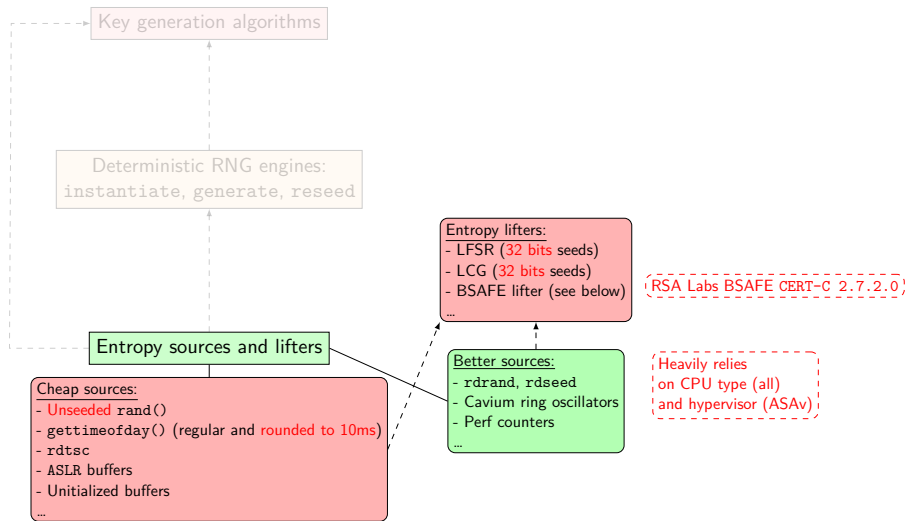 Key generation algorithms
Deterministic RNG engines:
instantiate, generate, reseed
Entropy lifters:
- LFSR (32 bits seeds)
- LCG (32 bits seeds)
- BSAFE lifter (see below)
...
RSA Labs BSAFE CERT-C 2.7.2.0
Entropy sources and lifters
Better sources:
- rdrand, rdseed
- Cavium ring oscillators
- Perf counters
...
Heavily relies
on CPU type (all)
and hypervisor (ASAv)
Cheap sources:
- Unseeded rand()
- gettimeofday() (regular and rounded to 10ms)
- rdtsc
- ASLR buffers
- Unitialized buffers
...